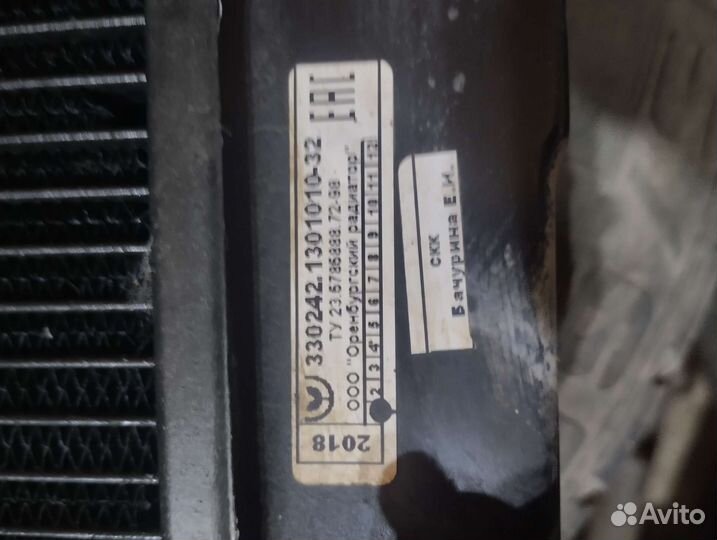 330242.1301010-32
ТУ 23.5786888.72-98
ООО "Оренбургский радиатор"
2 3 4 5 6 7 8 9 10 11 12
2018
ЕАС
скк
Бачурина Е.И.
Avito